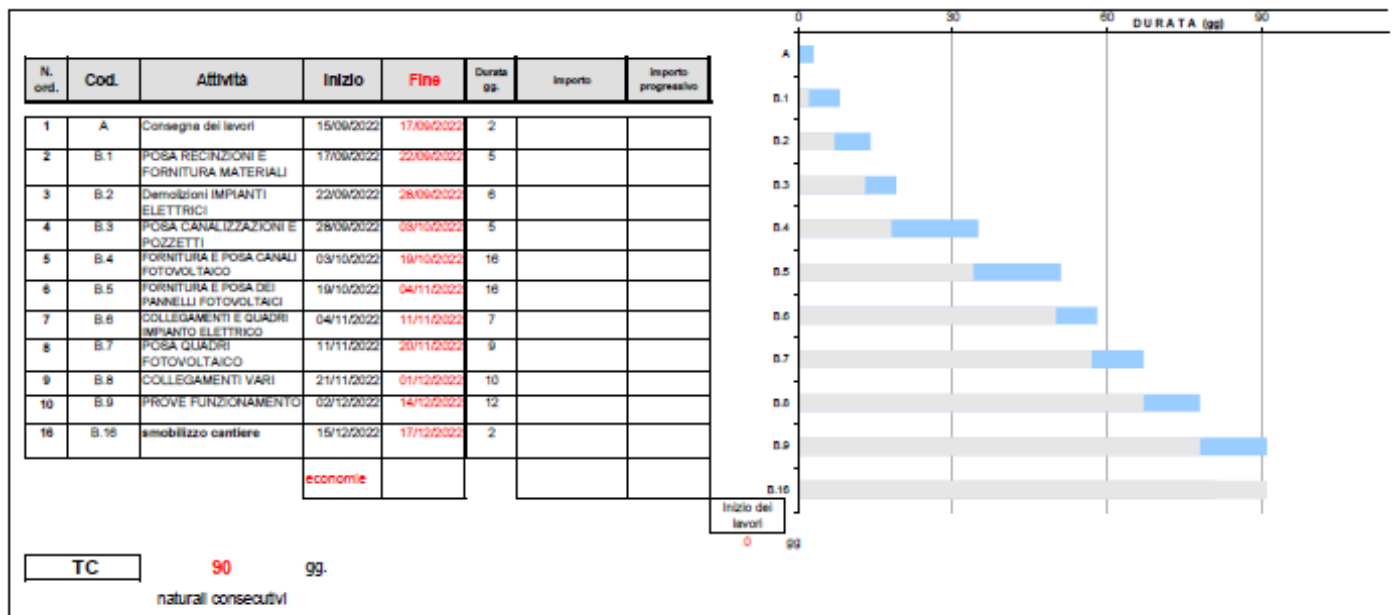 0 30 60 90
DURATA (gg)
N. ord. Cod. Attività Inizio Fine Durata gg. Importo Importo progressivo
1 A Consegna dei lavori 15/09/2022 17/09/2022 2
2 B.1 POSA RECINZIONI E FORNITURA MATERIALI 17/09/2022 22/09/2022 5
3 B.2 Demolizioni IMPIANTI ELETTRICI 22/09/2022 28/09/2022 6
4 B.3 POSA CANALIZZAZIONI E POZZETTI 28/09/2022 03/10/2022 5
5 B.4 FORNITURA E POSA CANALI FOTOVOLTAICO 03/10/2022 19/10/2022 16
6 B.5 FORNITURA E POSA DEI PANNELLI FOTOVOLTAICI 19/10/2022 04/11/2022 16
7 B.6 COLLEGAMENTI E QUADRI IMPIANTO ELETTRICO 04/11/2022 11/11/2022 7
8 B.7 POSA QUADRI FOTOVOLTAICO 11/11/2022 20/11/2022 9
9 B.8 COLLEGAMENTI VARI 21/11/2022 01/12/2022 10
10 B.9 PROVE FUNZIONAMENTO 02/12/2022 14/12/2022 12
16 B.16 smobilizzo cantiere 15/12/2022 17/12/2022 2
economie
A
B.1
B.2
B.3
B.4
B.5
B.6
B.7
B.8
B.9
B.16
Inizio dei
lavori
0 gg
TC 90 gg.
naturali consecutivi